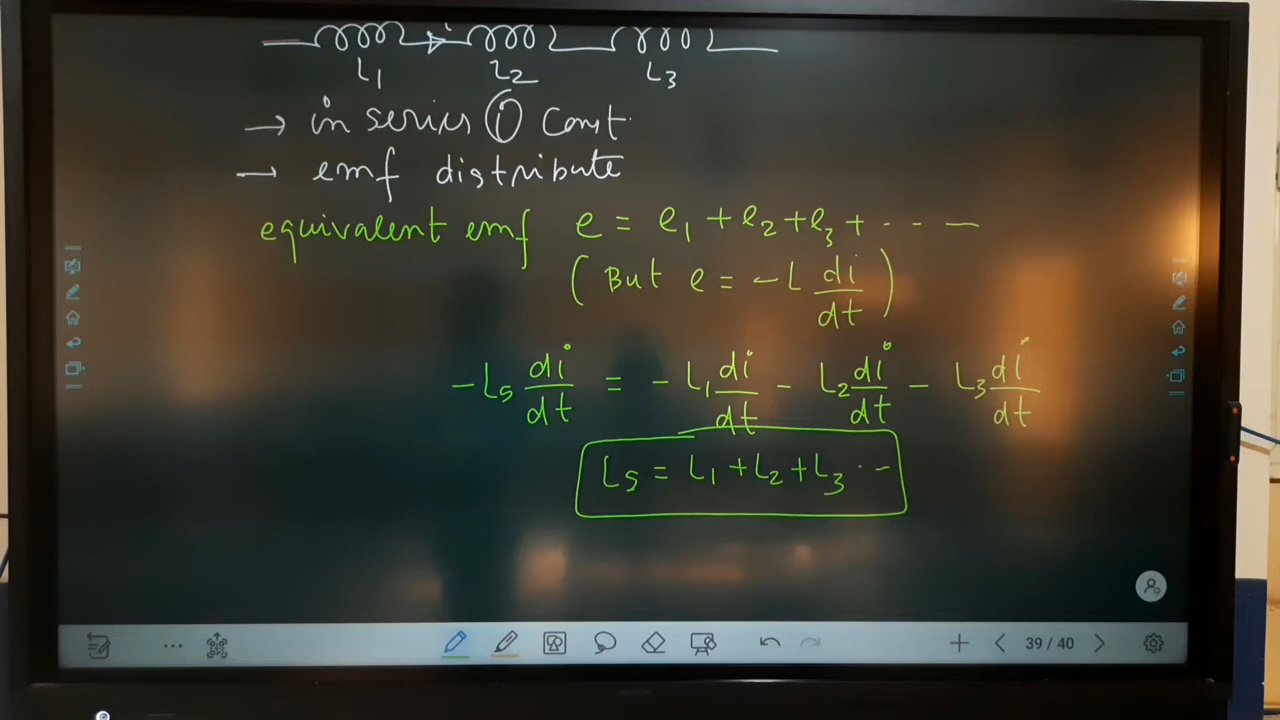 L1 L2 L3
→ in series (i) const.
→ emf distribute
equivalent emf e = e1 + e2 + e3 + -- —
( But e = -L di/dt )
-Ls di/dt = - L1 di/dt - L2 di/dt - L3 di/dt
Ls = L1 + L2 + L3 ---
39 / 40